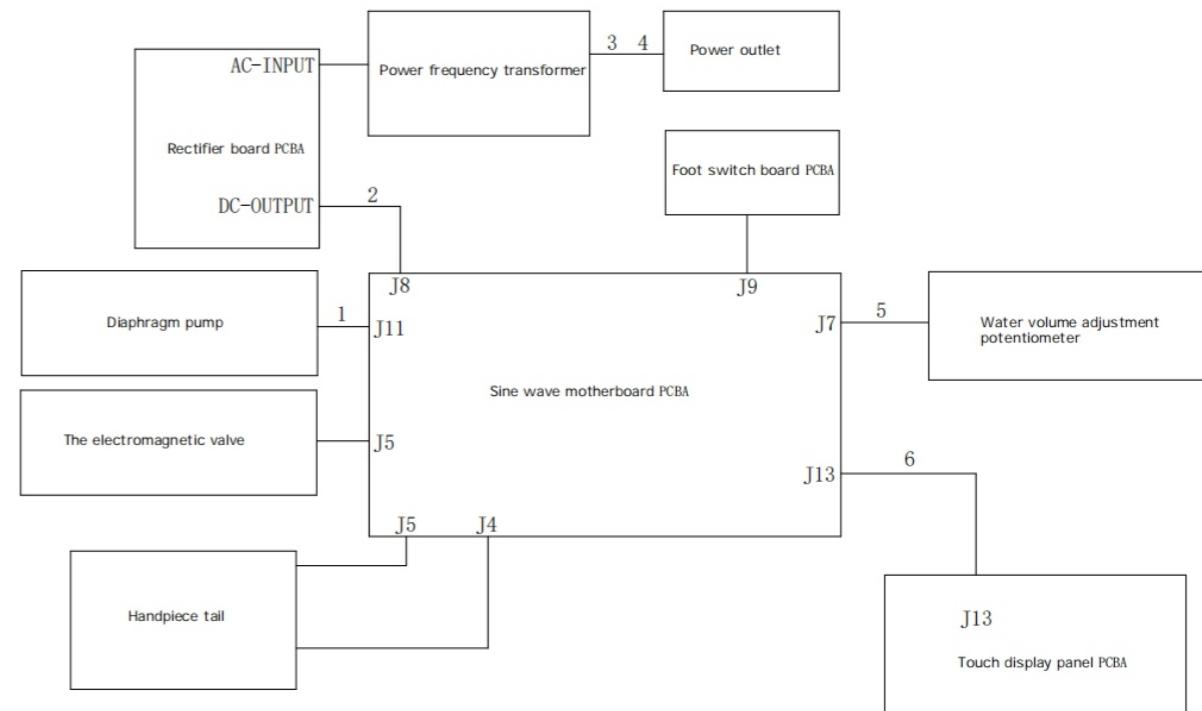 3 4
Power outlet
AC-INPUT
Power frequency transformer
Rectifier board PCBA
Foot switch board PCBA
DC-OUTPUT
2
J8
J9
Diaphragm pump
1
J11
J7
5
Water volume adjustment
potentiometer
Sine wave motherboard PCBA
The electromagnetic valve
J5
J13
6
J5
J4
Handpiece tail
J13
Touch display panel PCBA